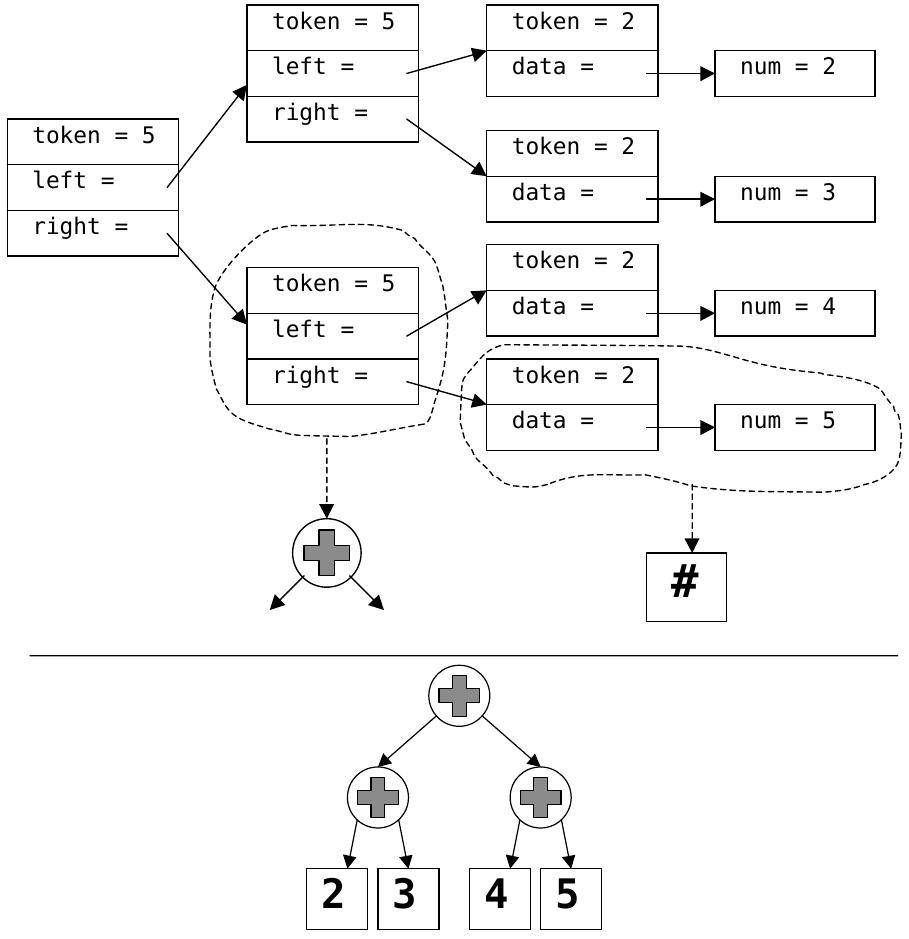 token = 5
left =
right =
token = 5
left =
right =
token = 2
data =
num = 2
token = 2
data =
num = 3
token = 5
left =
right =
token = 2
data =
num = 4
token = 2
data =
num = 5
#
2 3 4 5